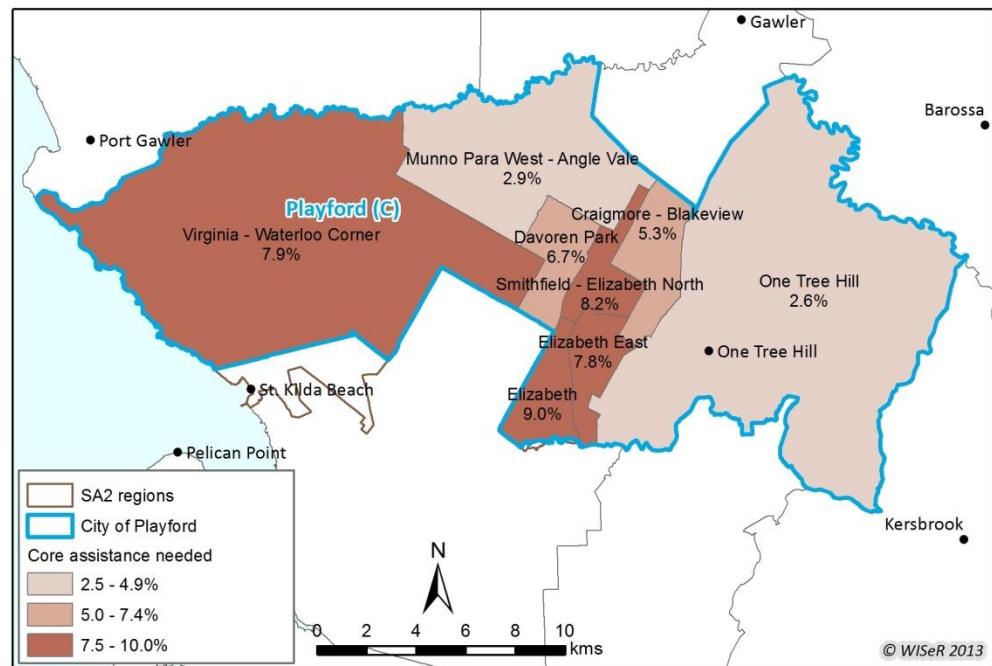 Gawler
Barossa
Port Gawler
Munno Para West - Angle Vale
2.9%
Playford (C)
Virginia - Waterloo Corner
7.9%
Craigmore - Blakeview
5.3%
Davoren Park
6.7%
Smithfield - Elizabeth North
8.2%
One Tree Hill
2.6%
Elizabeth East
7.8%
One Tree Hill
Elizabeth
9.0%
St. Kilda Beach
Pelican Point
Kersbrook
SA2 regions
City of Playford
Core assistance needed
2.5 - 4.9%
5.0 - 7.4%
7.5 - 10.0%
N
0 2 4 6 8 10
kms
© WISeR 2013